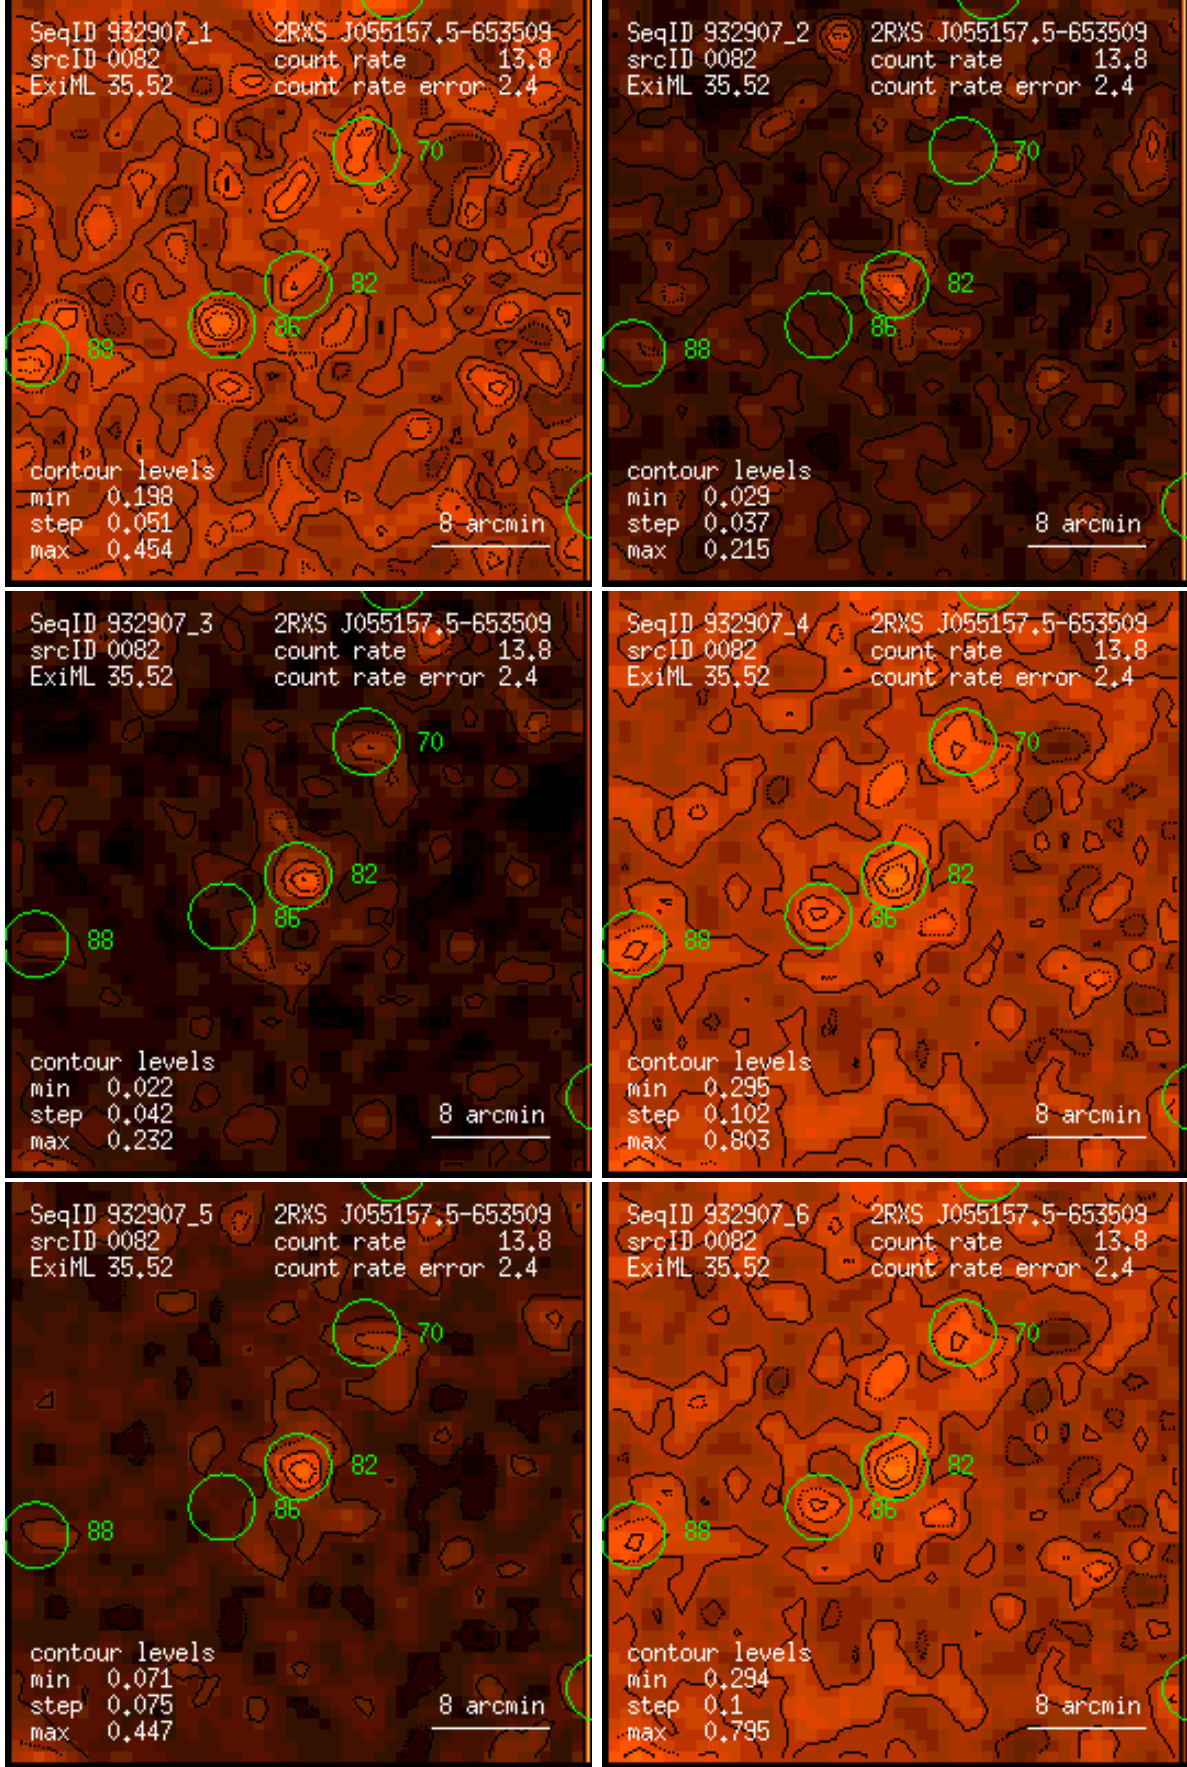 SeqID 932907_1 2RXS J055157.5-653509
srcID 0082 count rate 13.8
ExiML 35.52 count rate error 2.4
70
82
86
88
contour levels
min 0.198
step 0.051
max 0.454
8 arcmin
SeqID 932907_2 2RXS J055157.5-653509
srcID 0082 count rate 13.8
ExiML 35.52 count rate error 2.4
70
82
86
88
contour levels
min 0.029
step 0.037
max 0.215
8 arcmin
SeqID 932907_3 2RXS J055157.5-653509
srcID 0082 count rate 13.8
ExiML 35.52 count rate error 2.4
70
82
86
88
contour levels
min 0.022
step 0.042
max 0.232
8 arcmin
SeqID 932907_4 2RXS J055157.5-653509
srcID 0082 count rate 13.8
ExiML 35.52 count rate error 2.4
70
82
86
88
contour levels
min 0.295
step 0.102
max 0.803
8 arcmin
SeqID 932907_5 2RXS J055157.5-653509
srcID 0082 count rate 13.8
ExiML 35.52 count rate error 2.4
70
82
86
88
contour levels
min 0.071
step 0.075
max 0.447
8 arcmin
SeqID 932907_6 2RXS J055157.5-653509
srcID 0082 count rate 13.8
ExiML 35.52 count rate error 2.4
70
82
86
88
contour levels
min 0.294
step 0.1
max 0.795
8 arcmin